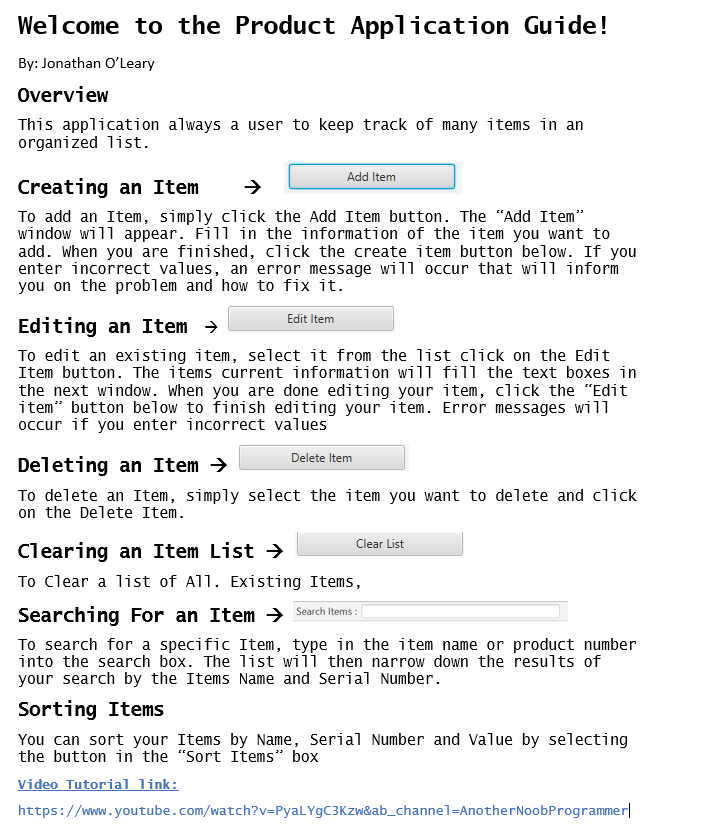 Welcome to the Product Application Guide!
By: Jonathan O’Leary
Overview
This application always a user to keep track of many items in an
organized list.
Creating an Item → Add Item
To add an Item, simply click the Add Item button. The “Add Item”
window will appear. Fill in the information of the item you want to
add. When you are finished, click the create item button below. If you
enter incorrect values, an error message will occur that will inform
you on the problem and how to fix it.
Editing an Item → Edit Item
To edit an existing item, select it from the list click on the Edit
Item button. The items current information will fill the text boxes in
the next window. When you are done editing your item, click the “Edit
item” button below to finish editing your item. Error messages will
occur if you enter incorrect values
Deleting an Item → Delete Item
To delete an Item, simply select the item you want to delete and click
on the Delete Item.
Clearing an Item List → Clear List
To Clear a list of All. Existing Items,
Searching For an Item → Search Items :
To search for a specific Item, type in the item name or product number
into the search box. The list will then narrow down the results of
your search by the Items Name and Serial Number.
Sorting Items
You can sort your Items by Name, Serial Number and Value by selecting
the button in the “Sort Items” box
Video Tutorial link:
https://www.youtube.com/watch?v=PyaLYgC3Kzw&ab_channel=AnotherNoobProgrammer